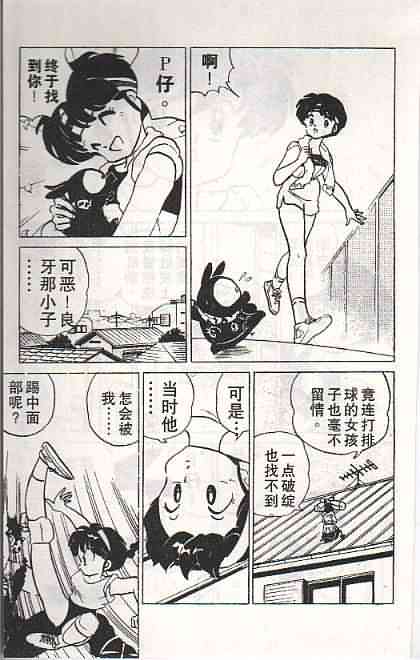 啊！
P仔。
终于找
到你！
可恶！良
牙那小子
……
竟连打排
球的女孩
子也毫不
留情。
一点破绽
也找不到
可是…
当时他
……
怎会被
我……
踢中面
部呢？